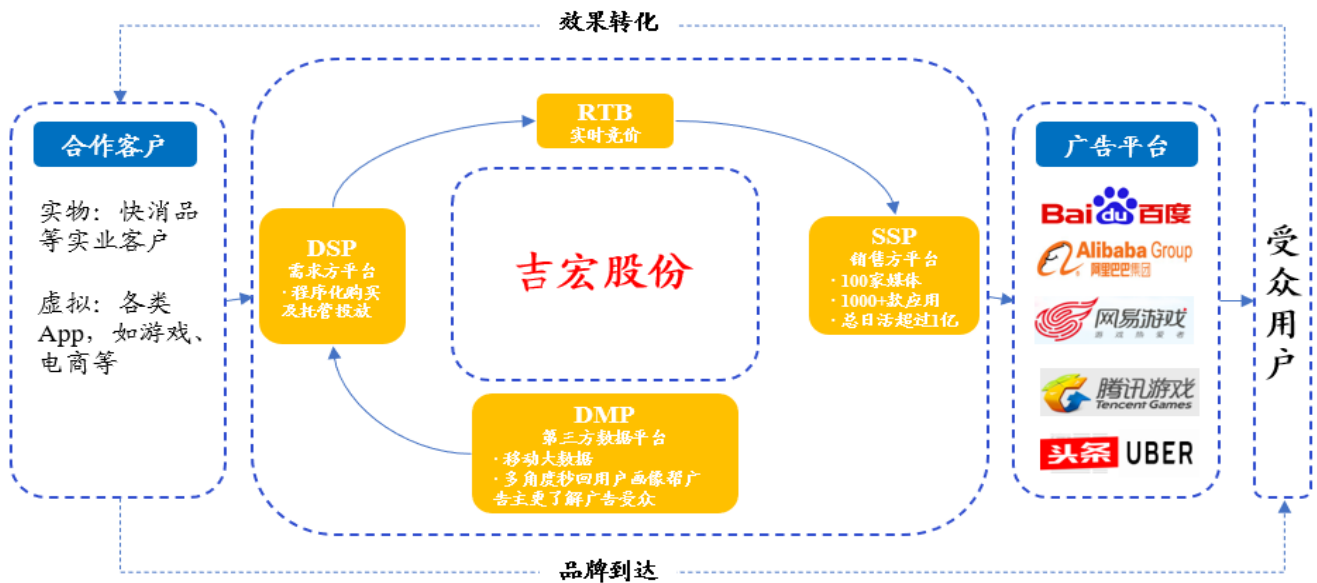 效果转化
合作客户
实物：快消品
等实业客户
虚拟：各类
App，如游戏、
电商等
RTB
实时竞价
DSP
需求方平台
·程序化购买
及托管投放
吉宏股份
SSP
销售方平台
·100家媒体
·1000+款应用
·总日活超过1亿
DMP
第三方数据平台
·移动大数据
·多角度秒回用户画像帮广
告主更了解广告受众
广告平台
Bai du 百度
Alibaba Group
阿里巴巴集团
网易游戏
游戏热爱者
腾讯游戏
Tencent Games
头条 UBER
受众用户
品牌到达